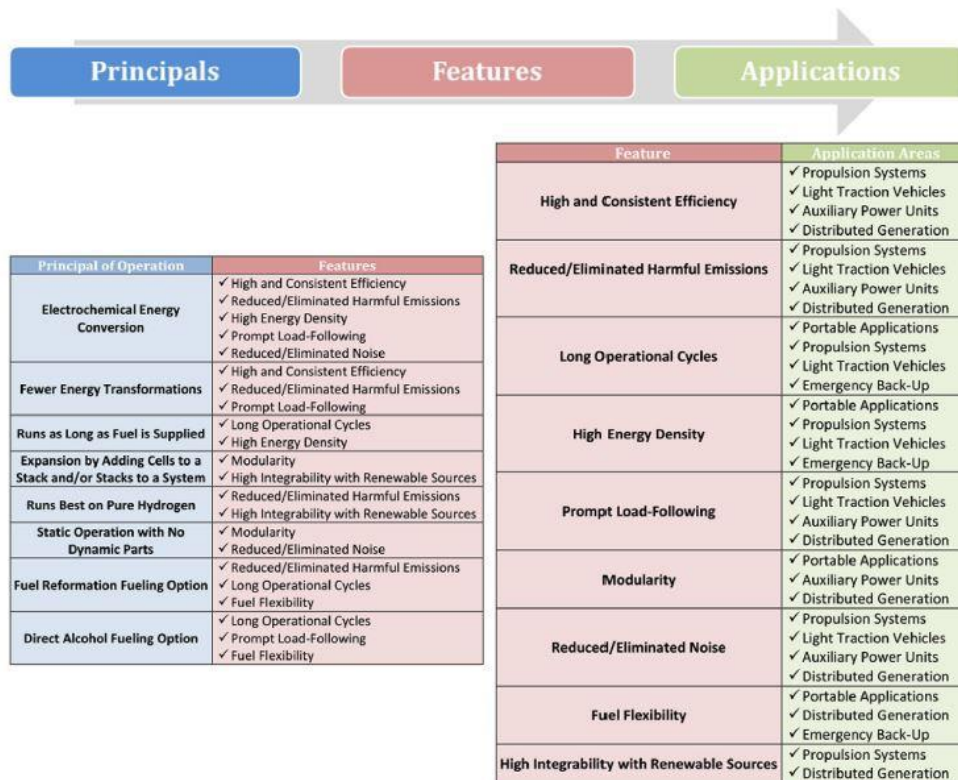 Principals
Features
Applications
Principal of Operation
Features
Electrochemical Energy
Conversion
✓ High and Consistent Efficiency
✓ Reduced/Eliminated Harmful Emissions
✓ High Energy Density
✓ Prompt Load-Following
✓ Reduced/Eliminated Noise
Fewer Energy Transformations
✓ High and Consistent Efficiency
✓ Reduced/Eliminated Harmful Emissions
✓ Prompt Load-Following
Runs as Long as Fuel is Supplied
✓ Long Operational Cycles
✓ High Energy Density
Expansion by Adding Cells to a
Stack and/or Stacks to a System
✓ Modularity
✓ High Integrability with Renewable Sources
Runs Best on Pure Hydrogen
✓ Reduced/Eliminated Harmful Emissions
✓ High Integrability with Renewable Sources
Static Operation with No
Dynamic Parts
✓ Modularity
✓ Reduced/Eliminated Noise
Fuel Reformation Fueling Option
✓ Reduced/Eliminated Harmful Emissions
✓ Long Operational Cycles
✓ Fuel Flexibility
Direct Alcohol Fueling Option
✓ Long Operational Cycles
✓ Prompt Load-Following
✓ Fuel Flexibility
Feature
Application Areas
High and Consistent Efficiency
✓ Propulsion Systems
✓ Light Traction Vehicles
✓ Auxiliary Power Units
✓ Distributed Generation
Reduced/Eliminated Harmful Emissions
✓ Propulsion Systems
✓ Light Traction Vehicles
✓ Auxiliary Power Units
✓ Distributed Generation
Long Operational Cycles
✓ Portable Applications
✓ Propulsion Systems
✓ Light Traction Vehicles
✓ Emergency Back-Up
High Energy Density
✓ Portable Applications
✓ Propulsion Systems
✓ Light Traction Vehicles
✓ Emergency Back-Up
Prompt Load-Following
✓ Propulsion Systems
✓ Light Traction Vehicles
✓ Auxiliary Power Units
✓ Distributed Generation
Modularity
✓ Portable Applications
✓ Auxiliary Power Units
✓ Distributed Generation
Reduced/Eliminated Noise
✓ Propulsion Systems
✓ Light Traction Vehicles
✓ Auxiliary Power Units
✓ Distributed Generation
Fuel Flexibility
✓ Portable Applications
✓ Distributed Generation
✓ Emergency Back-Up
High Integrability with Renewable Sources
✓ Propulsion Systems
✓ Distributed Generation